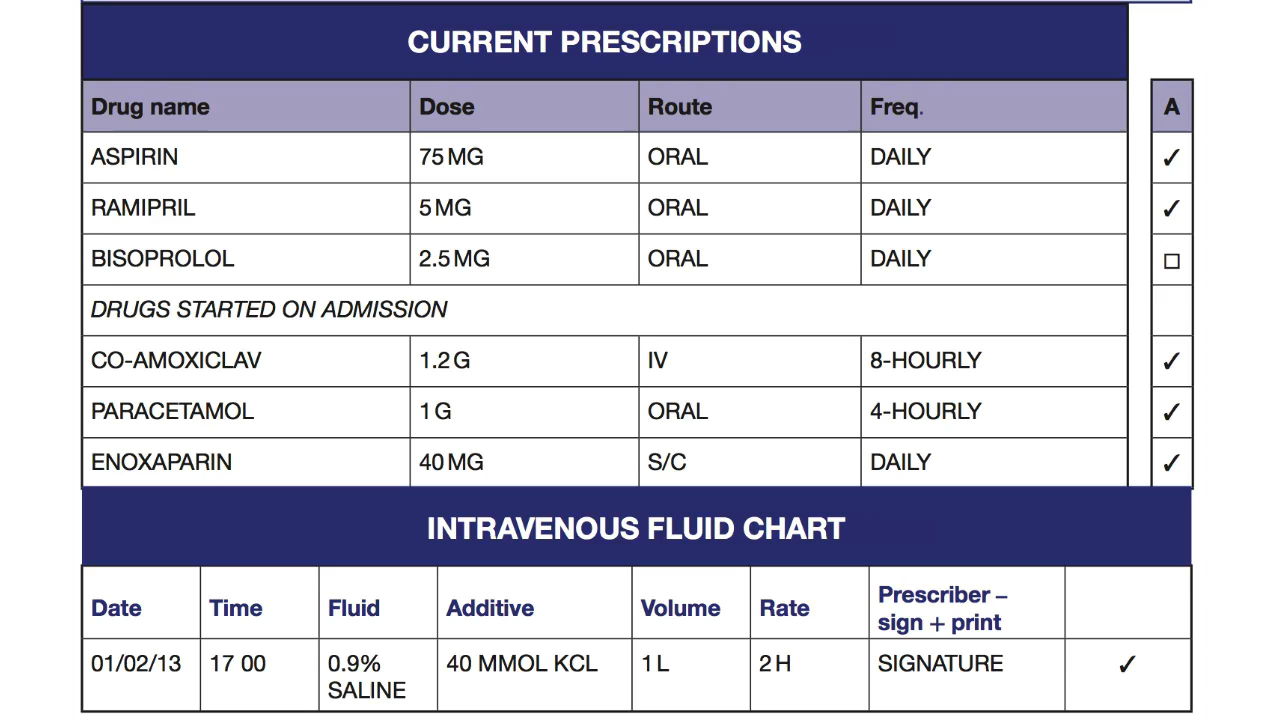 CURRENT PRESCRIPTIONS
Drug name Dose Route Freq. A
ASPIRIN 75 MG ORAL DAILY ✓
RAMIPRIL 5 MG ORAL DAILY ✓
BISOPROLOL 2.5 MG ORAL DAILY □
DRUGS STARTED ON ADMISSION
CO-AMOXICLAV 1.2 G IV 8-HOURLY ✓
PARACETAMOL 1 G ORAL 4-HOURLY ✓
ENOXAPARIN 40 MG S/C DAILY ✓
INTRAVENOUS FLUID CHART
Date Time Fluid Additive Volume Rate Prescriber –
sign + print
01/02/13 17 00 0.9% 40 MMOL KCL 1 L 2 H SIGNATURE ✓
SALINE